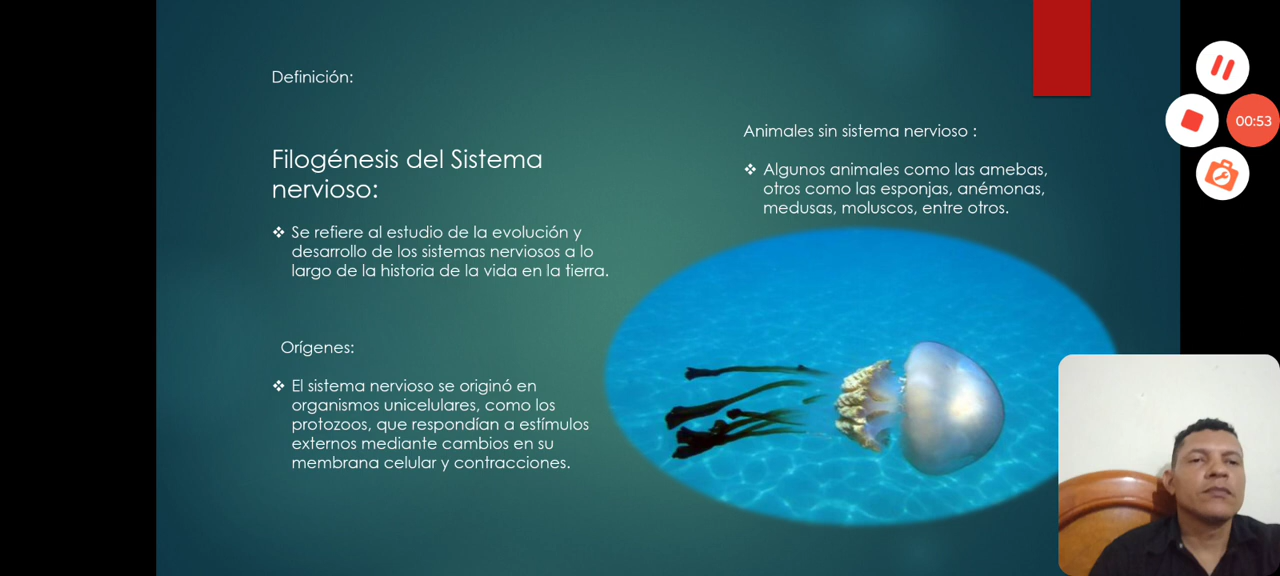 Definición:
Filogénesis del Sistema
nervioso:
❖ Se refiere al estudio de la evolución y
desarrollo de los sistemas nerviosos a lo
largo de la historia de la vida en la tierra.
Orígenes:
❖ El sistema nervioso se originó en
organismos unicelulares, como los
protozoos, que respondían a estímulos
externos mediante cambios en su
membrana celular y contracciones.
Animales sin sistema nervioso :
❖ Algunos animales como las amebas,
otros como las esponjas, anémonas,
medusas, moluscos, entre otros.
00:53